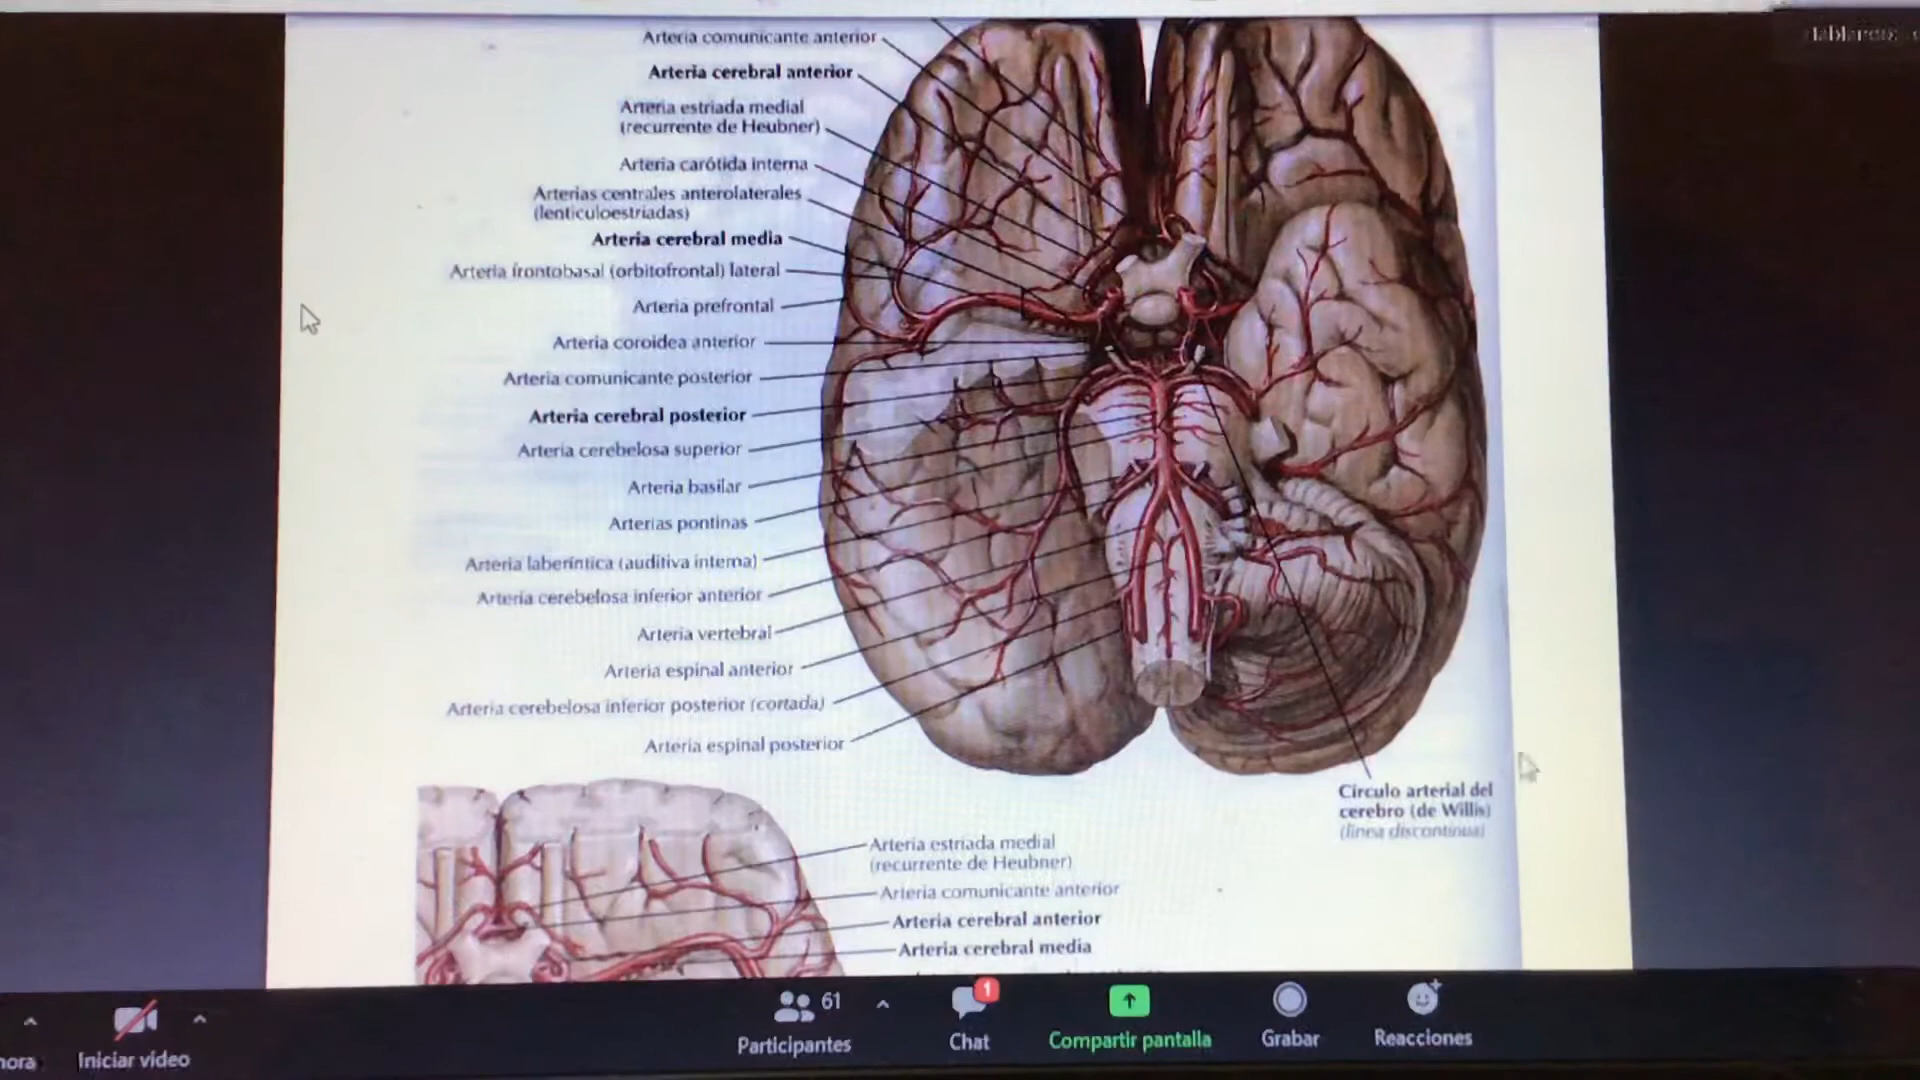 Arteria comunicante anterior
Arteria cerebral anterior
Arteria estriada medial
(recurrente de Heubner)
Arteria carótida interna
Arterias centrales anterolaterales
(lenticuloestriadas)
Arteria cerebral media
Arteria frontobasal (orbitofrontal) lateral
Arteria prefrontal
Arteria coroidea anterior
Arteria comunicante posterior
Arteria cerebral posterior
Arteria cerebelosa superior
Arteria basilar
Arterias pontinas
Arteria laberíntica (auditiva interna)
Arteria cerebelosa inferior anterior
Arteria vertebral
Arteria espinal anterior
Arteria cerebelosa inferior posterior (cortada)
Arteria espinal posterior
Círculo arterial del
cerebro (de Willis)
(línea discontinua)
Arteria estriada medial
(recurrente de Heubner)
Arteria comunicante anterior
Arteria cerebral anterior
Arteria cerebral media
Iniciar video
61
Participantes
1
Chat
Compartir pantalla
Grabar
Reacciones